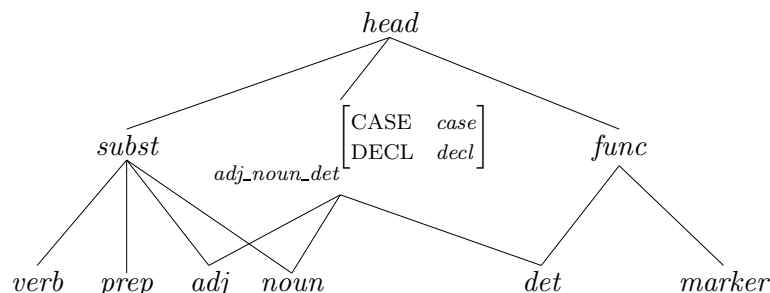 head
subst
CASE case
DECL decl
func
adj_noun_det
verb prep adj noun det marker